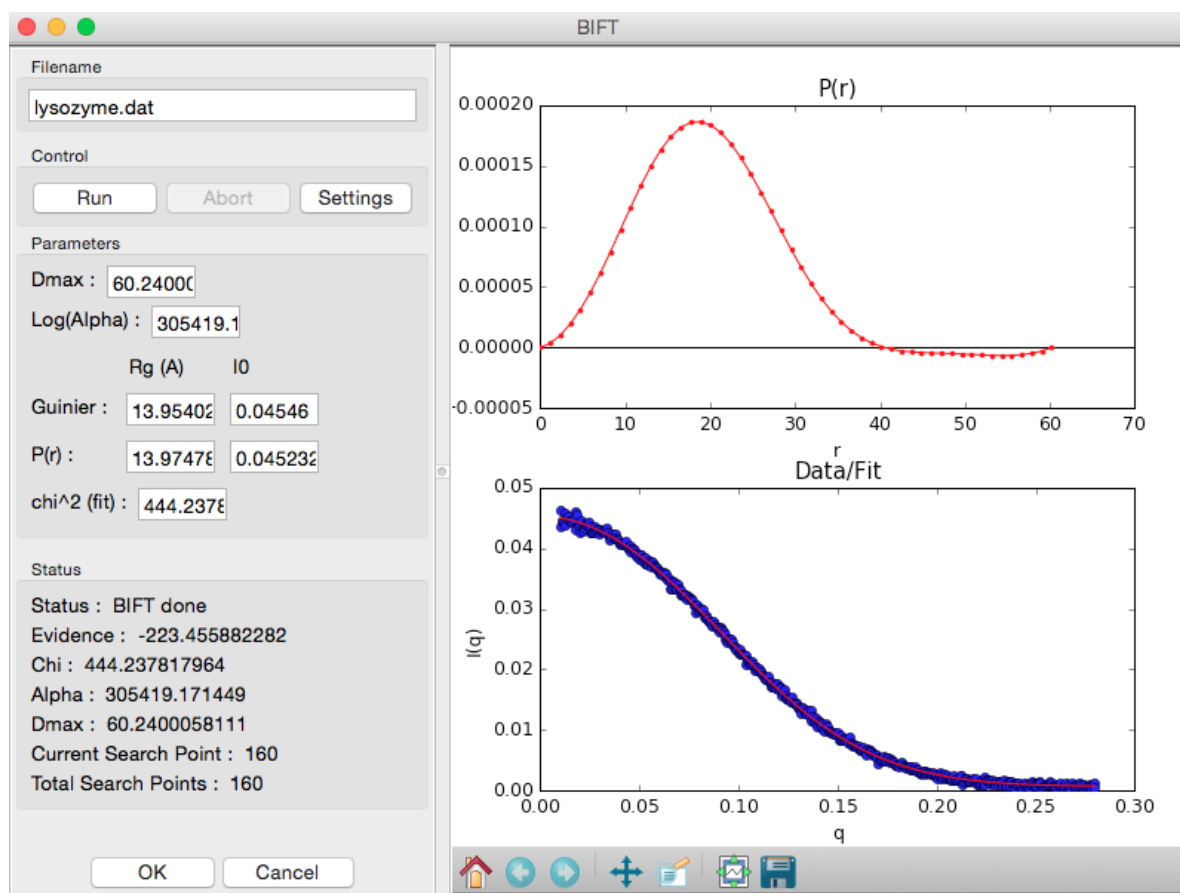 BIFT
Filename
lysozyme.dat
Control
Run Abort Settings
Parameters
Dmax : 60.2400(
Log(Alpha) : 305419.1
Rg (A) I0
Guinier : 13.95402 0.04546
P(r) : 13.97478 0.045232
chi^2 (fit) : 444.2378
Status
Status : BIFT done
Evidence : -223.455882282
Chi : 444.237817964
Alpha : 305419.171449
Dmax : 60.2400058111
Current Search Point : 160
Total Search Points : 160
OK Cancel
P(r)
0.00020
0.00015
0.00010
0.00005
0.00000
-0.00005
0 10 20 30 40 50 60 70
r
Data/Fit
0.05
0.04
0.03
0.02
0.01
0.00
I(q)
0.00 0.05 0.10 0.15 0.20 0.25 0.30
q